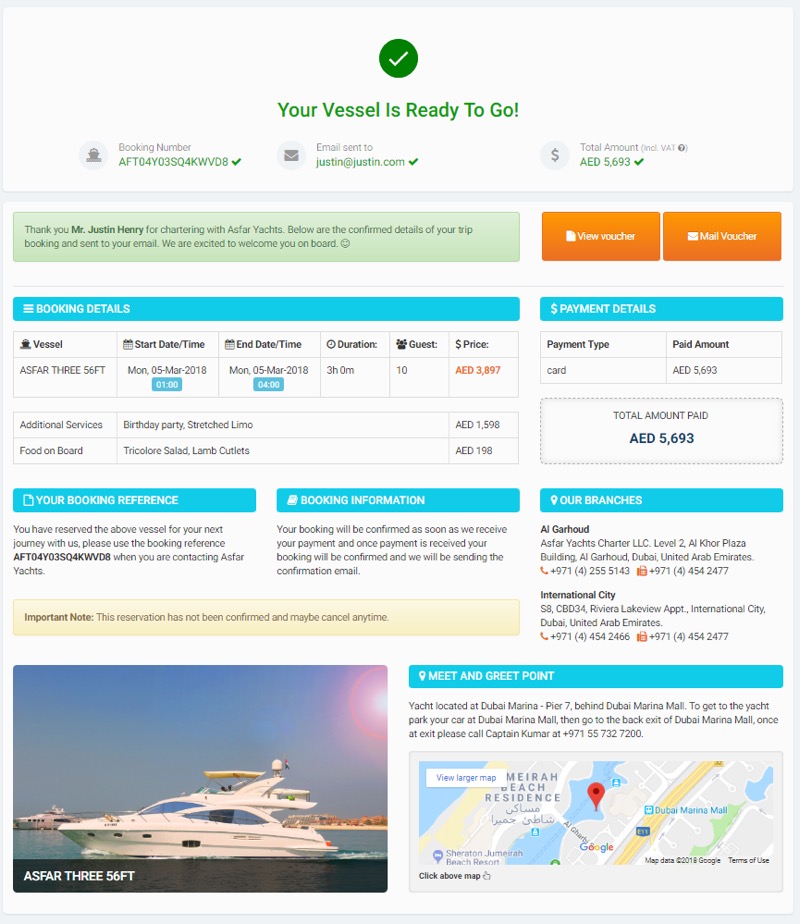 Your Vessel Is Ready To Go!
Booking Number
AFT04Y03SQ4KWVD8
Email sent to
justin@justin.com
Total Amount (Incl. VAT)
AED 5,693
Thank you Mr. Justin Henry for chartering with Asfar Yachts. Below are the confirmed details of your trip
booking and sent to your email. We are excited to welcome you on board. ☺
View voucher
Mail Voucher
BOOKING DETAILS
Vessel Start Date/Time End Date/Time Duration: Guest: $ Price:
ASFAR THREE 56FT Mon, 05-Mar-2018 Mon, 05-Mar-2018 3h 0m 10 AED 3,897
01:00 04:00
Additional Services Birthday party, Stretched Limo AED 1,598
Food on Board Tricolore Salad, Lamb Cutlets AED 198
$ PAYMENT DETAILS
Payment Type Paid Amount
card AED 5,693
TOTAL AMOUNT PAID
AED 5,693
YOUR BOOKING REFERENCE
You have reserved the above vessel for your next
journey with us, please use the booking reference
AFT04Y03SQ4KWVD8 when you are contacting Asfar
Yachts.
BOOKING INFORMATION
Your booking will be confirmed as soon as we receive
your payment and once payment is received your
booking will be confirmed and we will be sending the
confirmation email.
Important Note: This reservation has not been confirmed and maybe cancel anytime.
OUR BRANCHES
Al Garhoud
Asfar Yachts Charter LLC. Level 2, Al Khor Plaza
Building, Al Garhoud, Dubai, United Arab Emirates.
+971 (4) 255 5143 +971 (4) 454 2477
International City
S8, CBD34, Riviera Lakeview Appt., International City,
Dubai, United Arab Emirates.
+971 (4) 454 2466 +971 (4) 454 2477
ASFAR THREE 56FT
MEET AND GREET POINT
Yacht located at Dubai Marina - Pier 7, behind Dubai Marina Mall. To get to the yacht
park your car at Dubai Marina Mall, then go to the back exit of Dubai Marina Mall, once
at exit please call Captain Kumar at +971 55 732 7200.
View larger map
MEIRAH
BEACH
RESIDENCE
مساكن
شاطئ جميرا
Dubai Marina Mall
E11
Al Gharbi
Sheraton Jumeirah
Beach Resort
Google
Map data ©2018 Google Terms of Use
Click above map